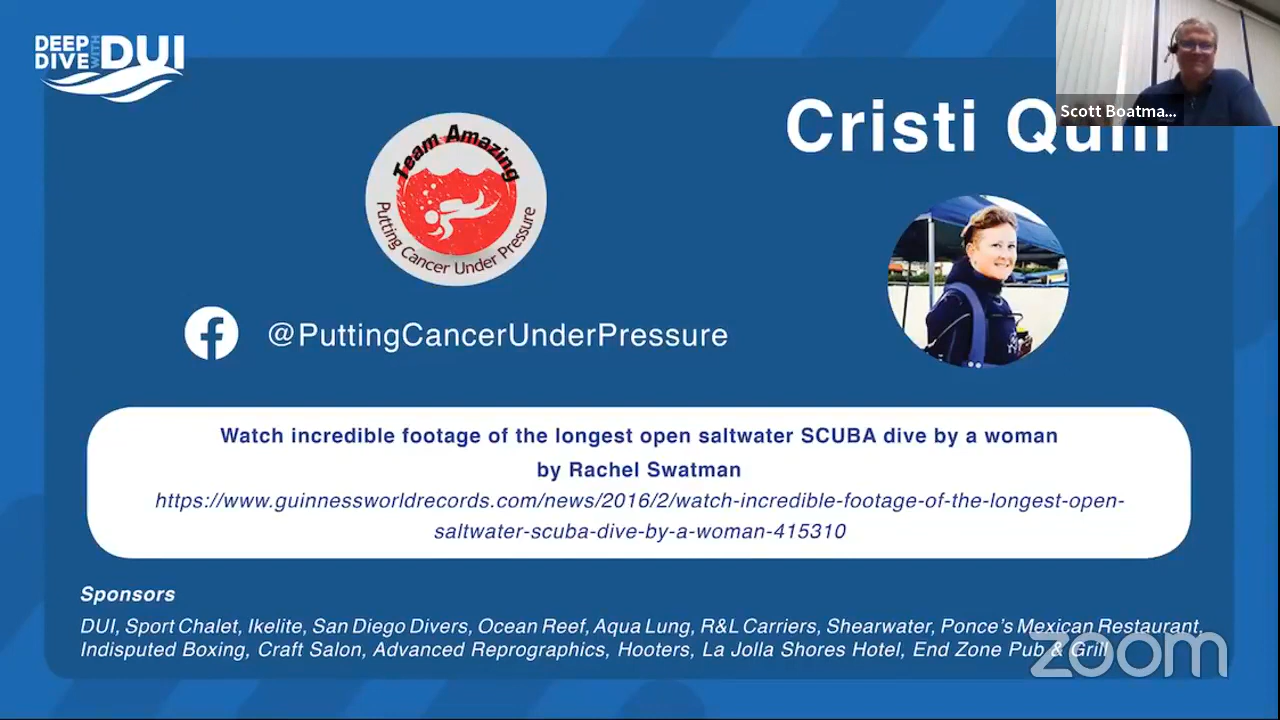 DEEP DIVE WITH DUI
Scott Boatma...
Cristi
Team Amazing
Putting Cancer Under Pressure
@PuttingCancerUnderPressure
Watch incredible footage of the longest open saltwater SCUBA dive by a woman
by Rachel Swatman
https://www.guinnessworldrecords.com/news/2016/2/watch-incredible-footage-of-the-longest-open-
saltwater-scuba-dive-by-a-woman-415310
Sponsors
DUI, Sport Chalet, Ikelite, San Diego Divers, Ocean Reef, Aqua Lung, R&L Carriers, Shearwater, Ponce's Mexican Restaurant,
Indisputed Boxing, Craft Salon, Advanced Reprographics, Hooters, La Jolla Shores Hotel, End Zone Pub & Grill
zoom